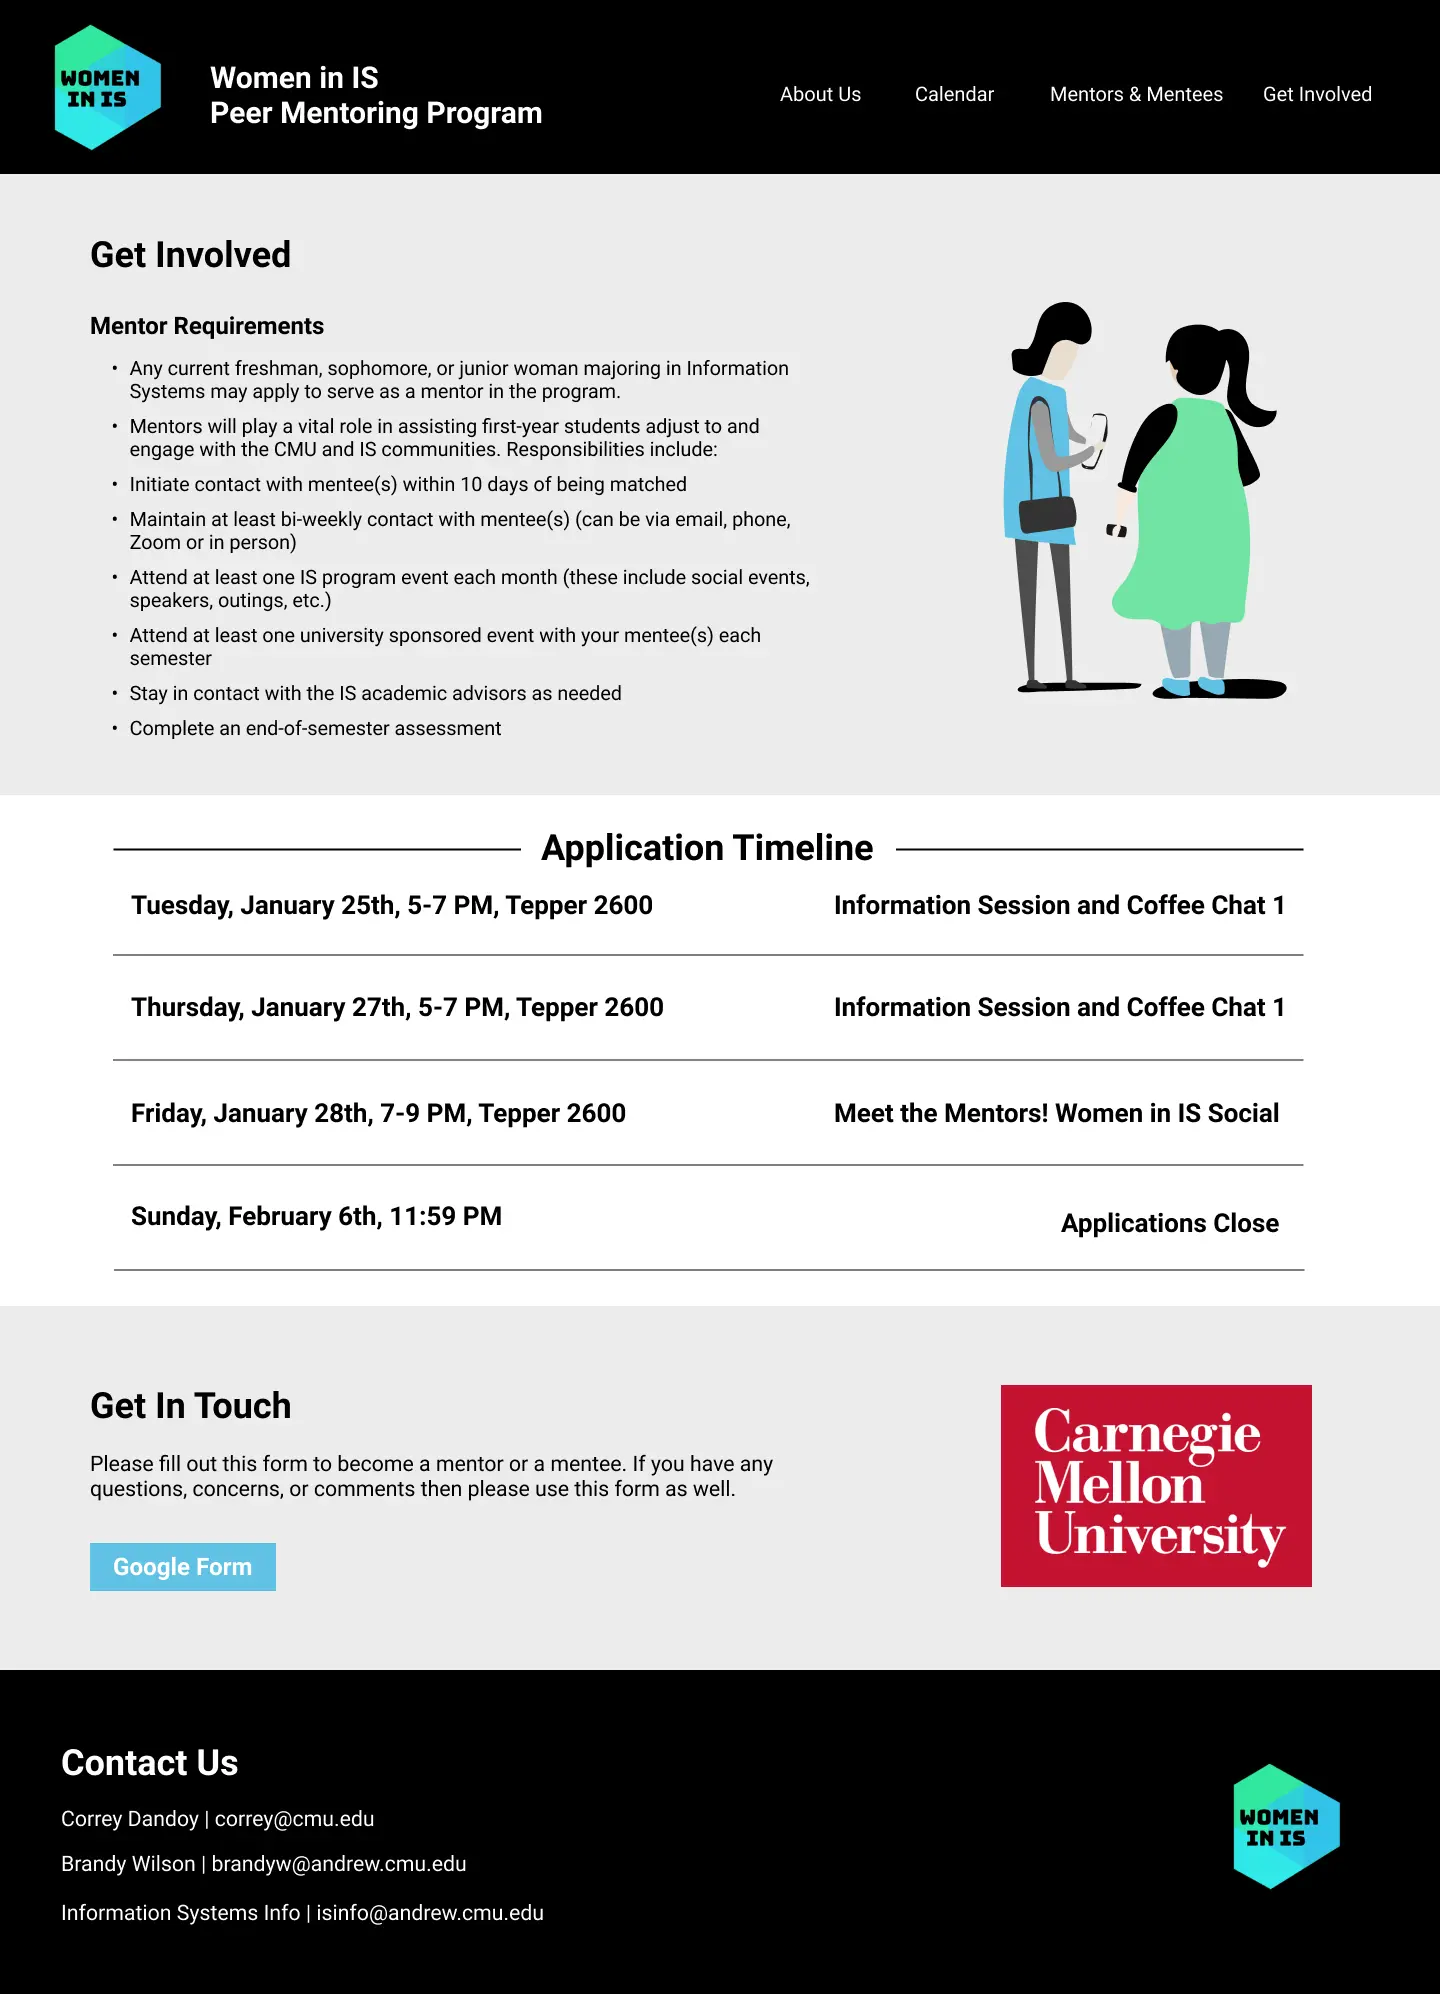 WOMEN
IN IS
Women in IS
Peer Mentoring Program
About Us
Calendar
Mentors & Mentees
Get Involved
Get Involved
Mentor Requirements
• Any current freshman, sophomore, or junior woman majoring in Information
Systems may apply to serve as a mentor in the program.
• Mentors will play a vital role in assisting first-year students adjust to and
engage with the CMU and IS communities. Responsibilities include:
• Initiate contact with mentee(s) within 10 days of being matched
• Maintain at least bi-weekly contact with mentee(s) (can be via email, phone,
Zoom or in person)
• Attend at least one IS program event each month (these include social events,
speakers, outings, etc.)
• Attend at least one university sponsored event with your mentee(s) each
semester
• Stay in contact with the IS academic advisors as needed
• Complete an end-of-semester assessment
Application Timeline
Tuesday, January 25th, 5-7 PM, Tepper 2600
Information Session and Coffee Chat 1
Thursday, January 27th, 5-7 PM, Tepper 2600
Information Session and Coffee Chat 1
Friday, January 28th, 7-9 PM, Tepper 2600
Meet the Mentors! Women in IS Social
Sunday, February 6th, 11:59 PM
Applications Close
Get In Touch
Please fill out this form to become a mentor or a mentee. If you have any
questions, concerns, or comments then please use this form as well.
Google Form
Carnegie
Mellon
University
Contact Us
Correy Dandoy | correy@cmu.edu
Brandy Wilson | brandyw@andrew.cmu.edu
Information Systems Info | isinfo@andrew.cmu.edu
WOMEN
IN IS